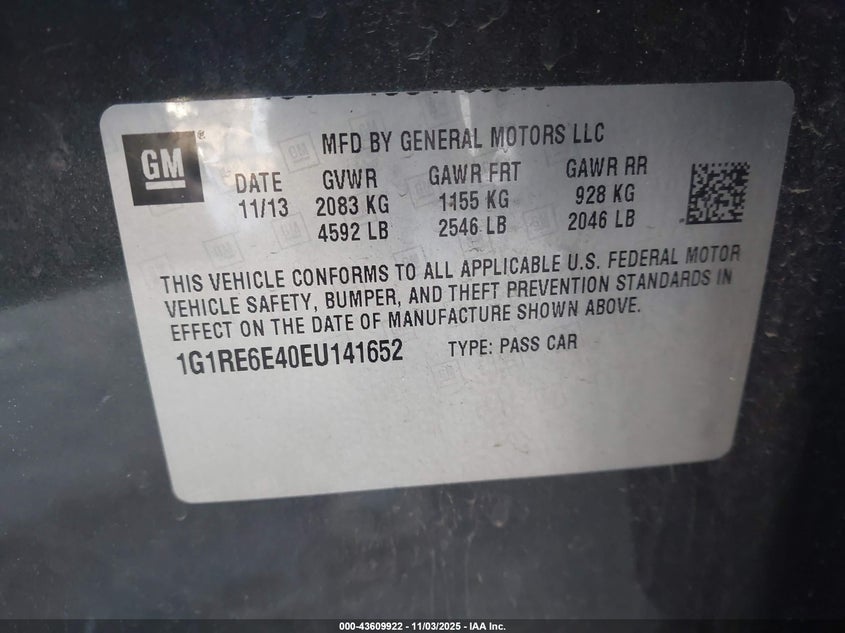 GM
MFD BY GENERAL MOTORS LLC
DATE GVWR GAWR FRT GAWR RR
11/13 2083 KG 1155 KG 928 KG
4592 LB 2546 LB 2046 LB
THIS VEHICLE CONFORMS TO ALL APPLICABLE U.S. FEDERAL MOTOR
VEHICLE SAFETY, BUMPER, AND THEFT PREVENTION STANDARDS IN
EFFECT ON THE DATE OF MANUFACTURE SHOWN ABOVE.
1G1RE6E40EU141652 TYPE: PASS CAR
000-43609922 - 11/03/2025 - IAA Inc.